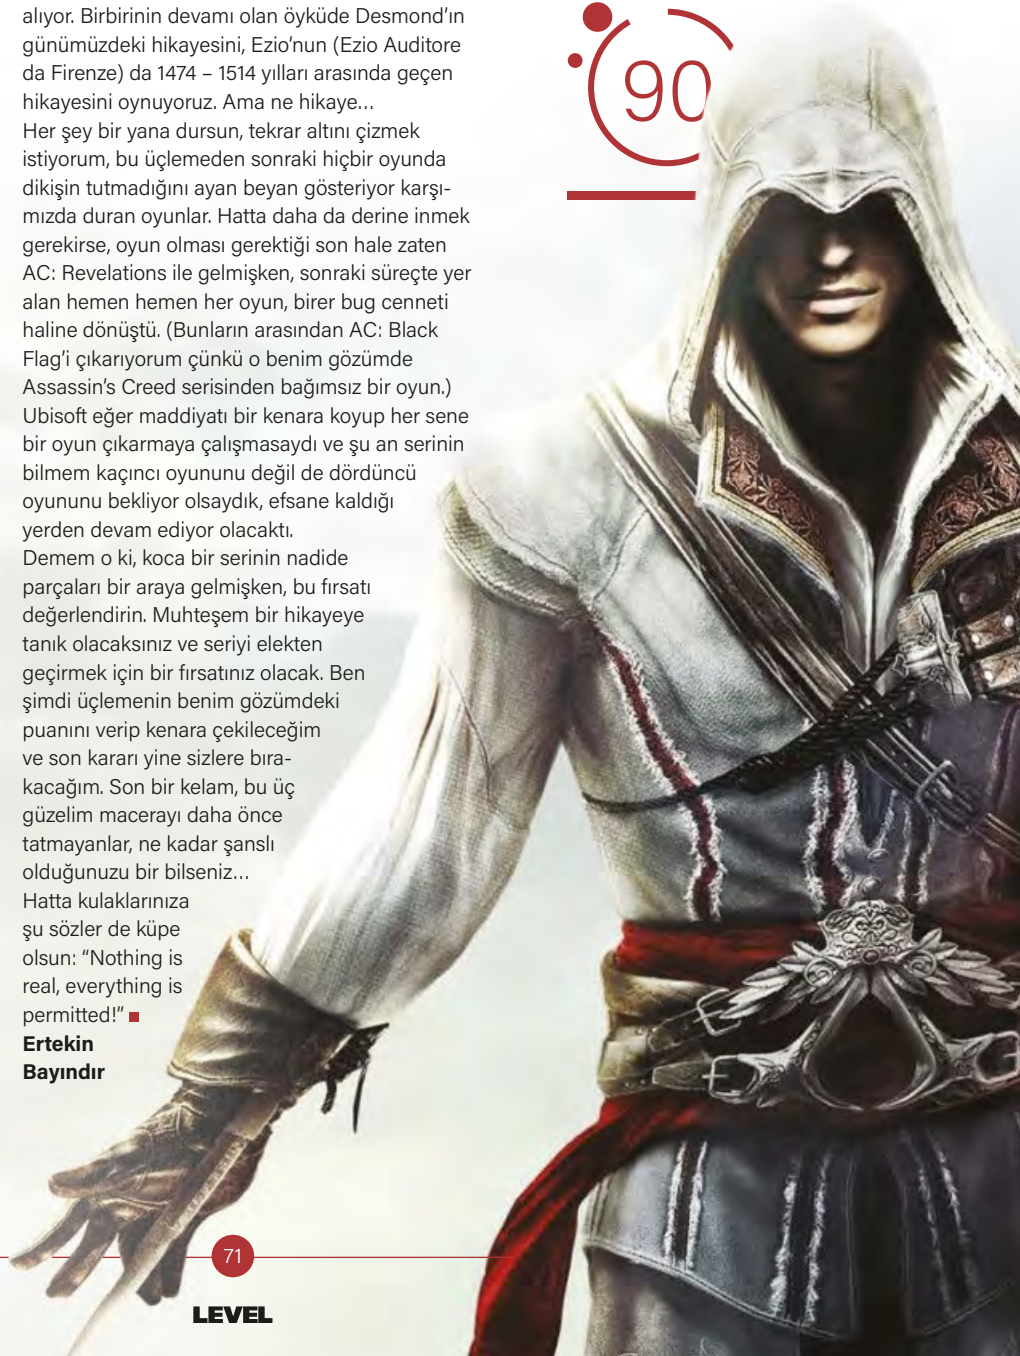 alıyor. Birbirinin devamı olan öyküde Desmond’ın
günümüzdeki hikayesini, Ezio’nun (Ezio Auditore
da Firenze) da 1474 – 1514 yılları arasında geçen
hikayesini oynuyoruz. Ama ne hikaye…
Her şey bir yana dursun, tekrar altını çizmek
istiyorum, bu üçlemeden sonraki hiçbir oyunda
dikişin tutmadığını ayan beyan gösteriyor karşı-
mızda duran oyunlar. Hatta daha da derine inmek
gerekirse, oyun olması gerektiği son hale zaten
AC: Revelations ile gelmişken, sonraki süreçte yer
alan hemen hemen her oyun, birer bug cenneti
haline dönüştü. (Bunların arasından AC: Black
Flag’i çıkarıyorum çünkü o benim gözümde
Assassin’s Creed serisinden bağımsız bir oyun.)
Ubisoft eğer maddiyatı bir kenara koyup her sene
bir oyun çıkarmaya çalışmasaydı ve şu an serinin
bilmem kaçıncı oyununu değil de dördüncü
oyununu bekliyor olsaydık, efsane kaldığı
yerden devam ediyor olacaktı.
Demem o ki, koca bir serinin nadide
parçaları bir araya gelmişken, bu fırsatı
değerlendirin. Muhteşem bir hikayeye
tanık olacaksınız ve seriyi elekten
geçirmek için bir fırsatınız olacak. Ben
şimdi üçlemenin benim gözümdeki
puanını verip kenara çekileceğim
ve son kararı yine sizlere bıra-
kacağım. Son bir kelam, bu üç
güzelim macerayı daha önce
tatmayanlar, ne kadar şanslı
olduğunuzu bir bilseniz…
Hatta kulaklarınıza
şu sözler de küpe
olsun: “Nothing is
real, everything is
permitted!”
Ertekin
Bayındır
90
71
LEVEL